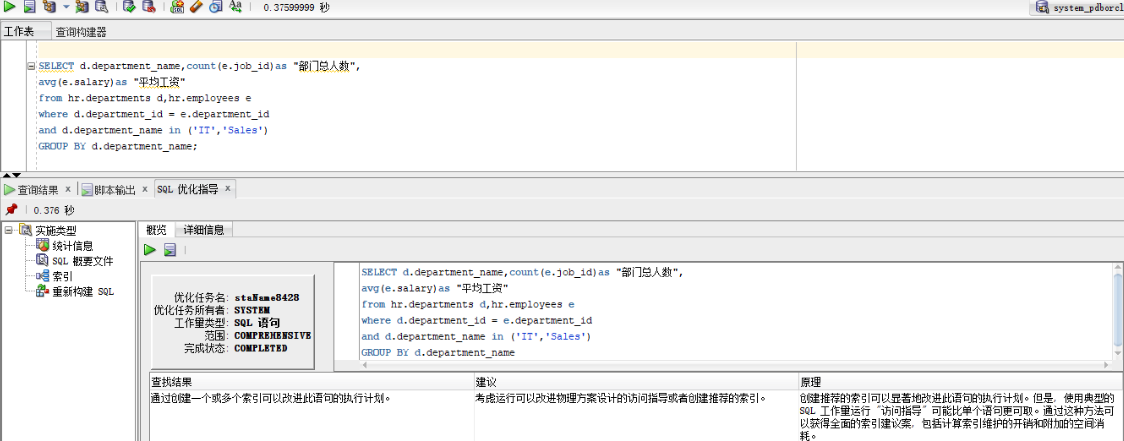 0.37599999 秒
system_pdborcl
工作表 查询构建器
SELECT d.department_name,count(e.job_id)as "部门总人数",
avg(e.salary)as "平均工资"
from hr.departments d,hr.employees e
where d.department_id = e.department_id
and d.department_name in ('IT','Sales')
GROUP BY d.department_name;
查询结果 x 脚本输出 x SQL 优化指导 x
0.376 秒
实施类型
统计信息
SQL 概要文件
索引
重新构建 SQL
概览 详细信息
优化任务名: staName8428
优化任务所有者: SYSTEM
工作量类型: SQL 语句
范围: COMPREHENSIVE
完成状态: COMPLETED
SELECT d.department_name,count(e.job_id)as "部门总人数",
avg(e.salary)as "平均工资"
from hr.departments d,hr.employees e
where d.department_id = e.department_id
and d.department_name in ('IT','Sales')
GROUP BY d.department_name
查找结果 建议 原理
通过创建一个或多个索引可以改进此语句的执行计划。
考虑运行可以改进物理方案设计的访问指导或者创建推荐的索引。
创建推荐的索引可以显著地改进此语句的执行计划。但是, 使用典型的
SQL 工作量运行 "访问指导" 可能比单个语句更可取。通过这种方法可
以获得全面的索引建议案, 包括计算索引维护的开销和附加的空间消
耗。